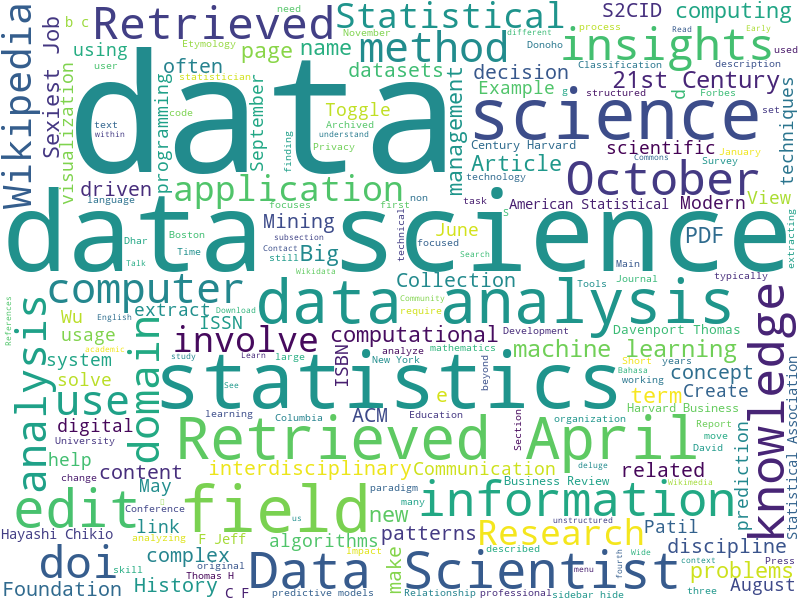 Wikipedia
Sexiest Job
b c
Etymology
need
process
November
Retrieved
Statistical
different
Donoho
S2CID
computing
Read
Early
used
user
using
page
name
method
insights
Classification
description
often
statistician
datasets
decision
structured
Forbes
21st Century
d
set
data
science
visualization
text
within
programming
September
code
Example
g
Toggle
Archived
understand
Privacy
finding
management
Century Harvard
scientific
Commons
Survey
January
techniques
driven
application
Article
technology
October
View
language
focuses
first
non
task
American Statistical
Modern
data science
Mining
S
Dhar
Boston
subsection
Contact
Talk
Time
still
Big
Wikidata
technical
June
focused
Search
PDF
Main
Journal
extracting
typically
computer
Collection
Tools
References
Wu
English
Download
extract
ISSN
data analysis
Community
require
Davenport Thomas
usage
academic
involve
computational
Development
machine learning
knowledge
analysis
system
study
Learn
large
ISBN
analyze
mathematics
New York
beyond
Short
years
concept
solve
domain
See
statistics
working
Bahasa
Create
use
e
term
Harvard Business
Statistical Association
digital
learning
Columbia
ACM
Education
organization
Report
move
University
Retrieved April
Section
David
prediction
help
change
content
interdisciplinary
Communication
deluge
related
May
paradigm
Business Review
Wikimedia
edit
field
information
link
Conference
many
new
patterns
Research
unstructured
Patil
Hayashi Chikio
analyzing
us
F Jeff
algorithms
described
discipline
doi
complex
impact
make
Data Scientist
fourth
Wide
context
Press
skill
original
menu
problems
Foundation
History
Thomas H
C F
predictive models
Relationship
professional
sidebar hide
three
August